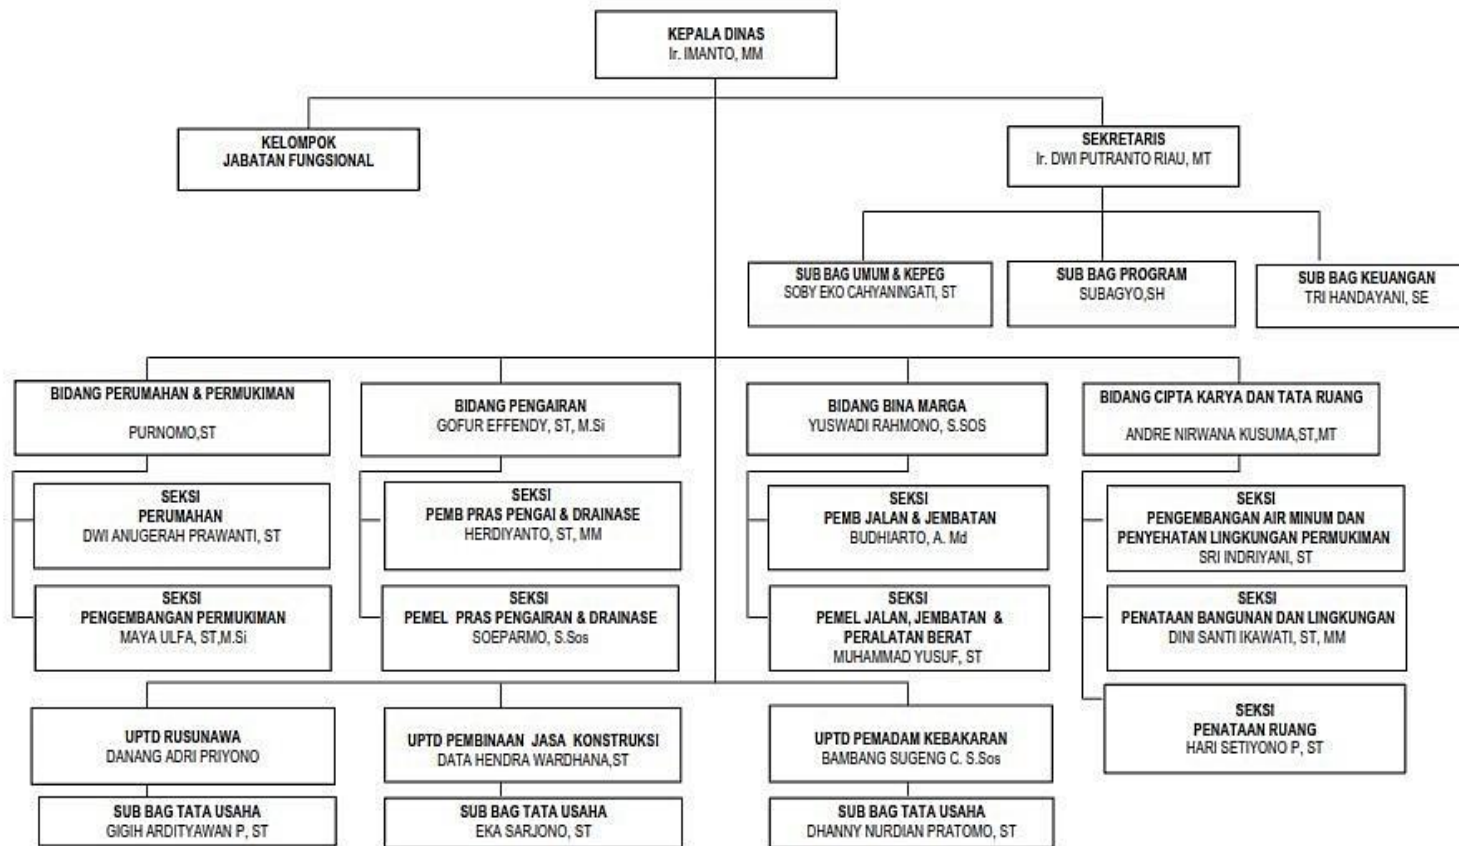 KEPALA DINAS
Ir. IMANTO, MM
KELOMPOK
JABATAN FUNGSIONAL
SEKRETARIS
Ir. DWI PUTRANTO RIAU, MT
SUB BAG UMUM & KEPEG
SOBY EKO CAHYANINGATI, ST
SUB BAG PROGRAM
SUBAGYO,SH
SUB BAG KEUANGAN
TRI HANDAYANI, SE
BIDANG PERUMAHAN & PERMUKIMAN
PURNOMO,ST
BIDANG PENGAIRAN
GOFUR EFFENDY, ST, M.Si
BIDANG BINA MARGA
YUSWADI RAHMONO, S.SOS
BIDANG CIPTA KARYA DAN TATA RUANG
ANDRE NIRWANA KUSUMA,ST,MT
SEKSI
PERUMAHAN
DWI ANUGERAH PRAWANTI, ST
SEKSI
PEMB PRAS PENGAI & DRAINASE
HERDIYANTO, ST, MM
SEKSI
PEMB JALAN & JEMBATAN
BUDHIARTO, A. Md
SEKSI
PENGEMBANGAN AIR MINUM DAN
PENYEHATAN LINGKUNGAN PERMUKIMAN
SRI INDRIYANI, ST
SEKSI
PENGEMBANGAN PERMUKIMAN
MAYA ULFA, ST,M.Si
SEKSI
PEMEL PRAS PENGAIRAN & DRAINASE
SOEPARMO, S.Sos
SEKSI
PEMEL JALAN, JEMBATAN &
PERALATAN BERAT
MUHAMMAD YUSUF, ST
SEKSI
PENATAAN BANGUNAN DAN LINGKUNGAN
DINI SANTI IKAWATI, ST, MM
SEKSI
PENATAAN RUANG
HARI SETIYONO P, ST
UPTD RUSUNAWA
DANANG ADRI PRIYONO
UPTD PEMBINAAN JASA KONSTRUKSI
DATA HENDRA WARDHANA,ST
UPTD PEMADAM KEBAKARAN
BAMBANG SUGENG C. S.Sos
SUB BAG TATA USAHA
GIGIH ARDITYAWAN P, ST
SUB BAG TATA USAHA
EKA SARJONO, ST
SUB BAG TATA USAHA
DHANNY NURDIAN PRATOMO, ST